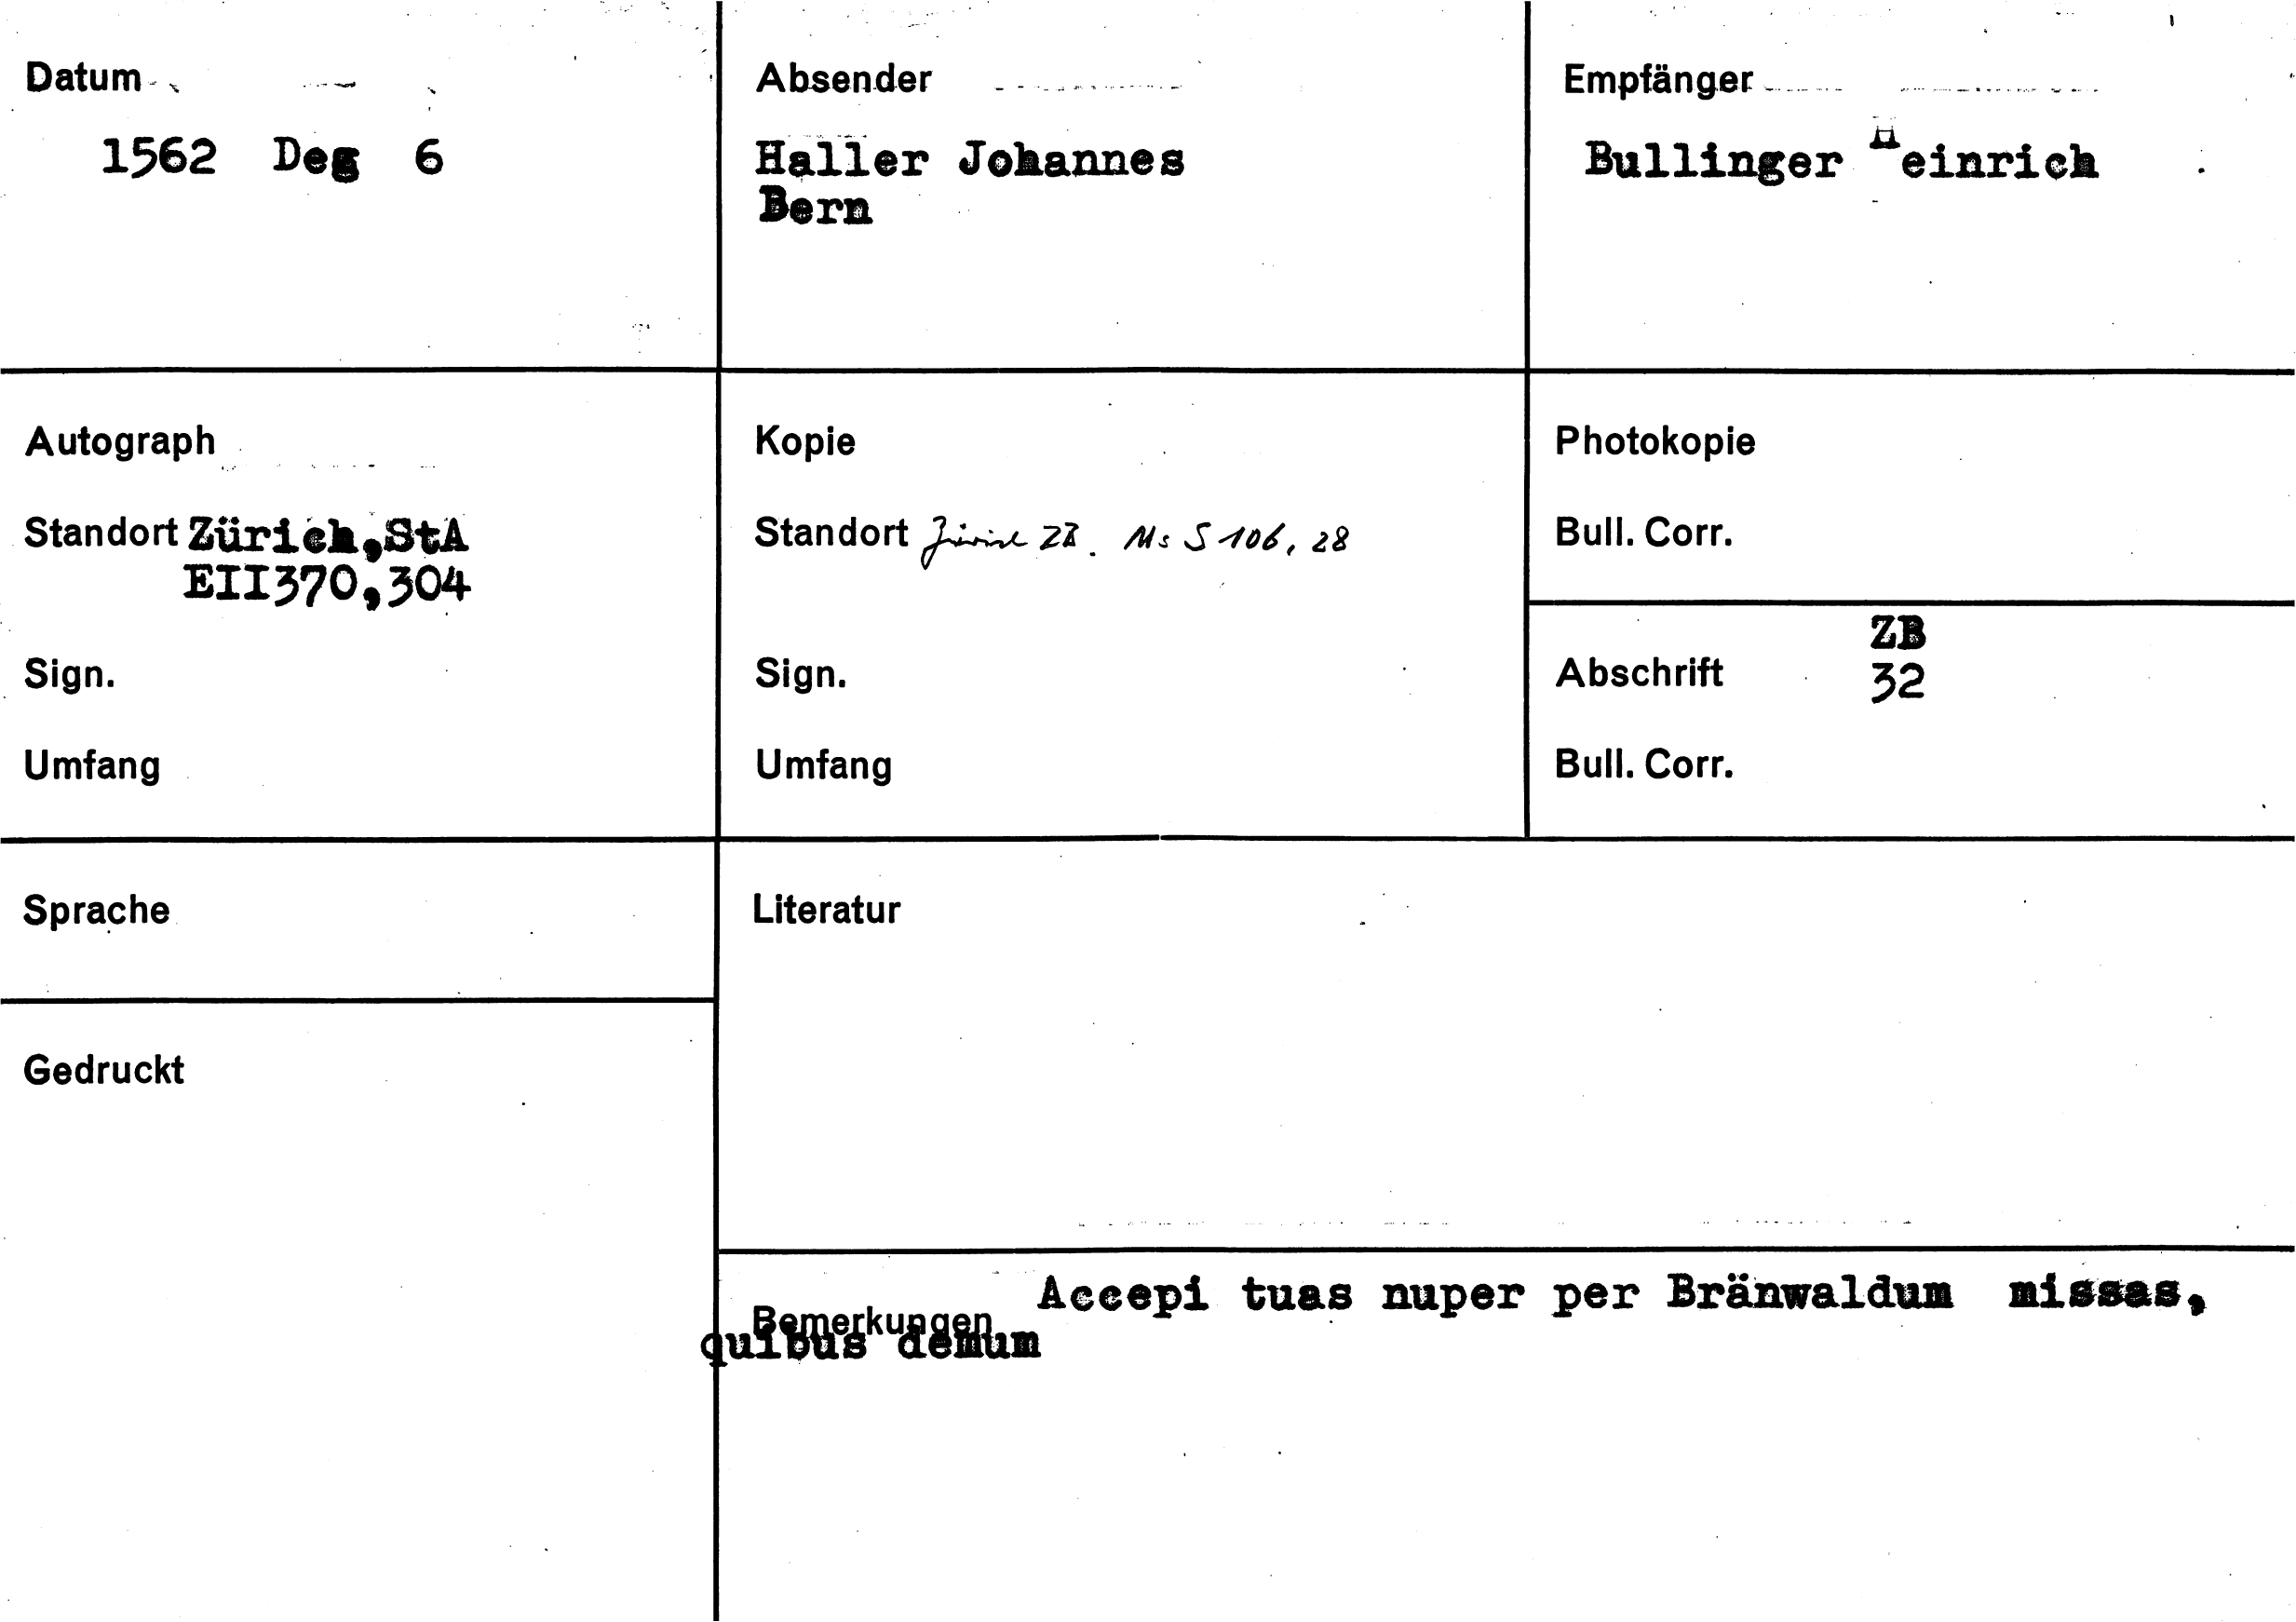 Datum
1562 Deg 6
Absender
Haller Johannes
Bern
Empfänger
Bullinger Heinrich
Autograph
Standort Zürich,StA
EII370,304
Sign.
Umfang
Kopie
Standort Zürich ZB. Ms S 106, 28
Sign.
Umfang
Photokopie
Bull. Corr.
ZB
Abschrift 32
Bull. Corr.
Sprache
Gedruckt
Literatur
Bemerkungen Accepi tuas nuper per Bränwaldum missas,
quibus demum